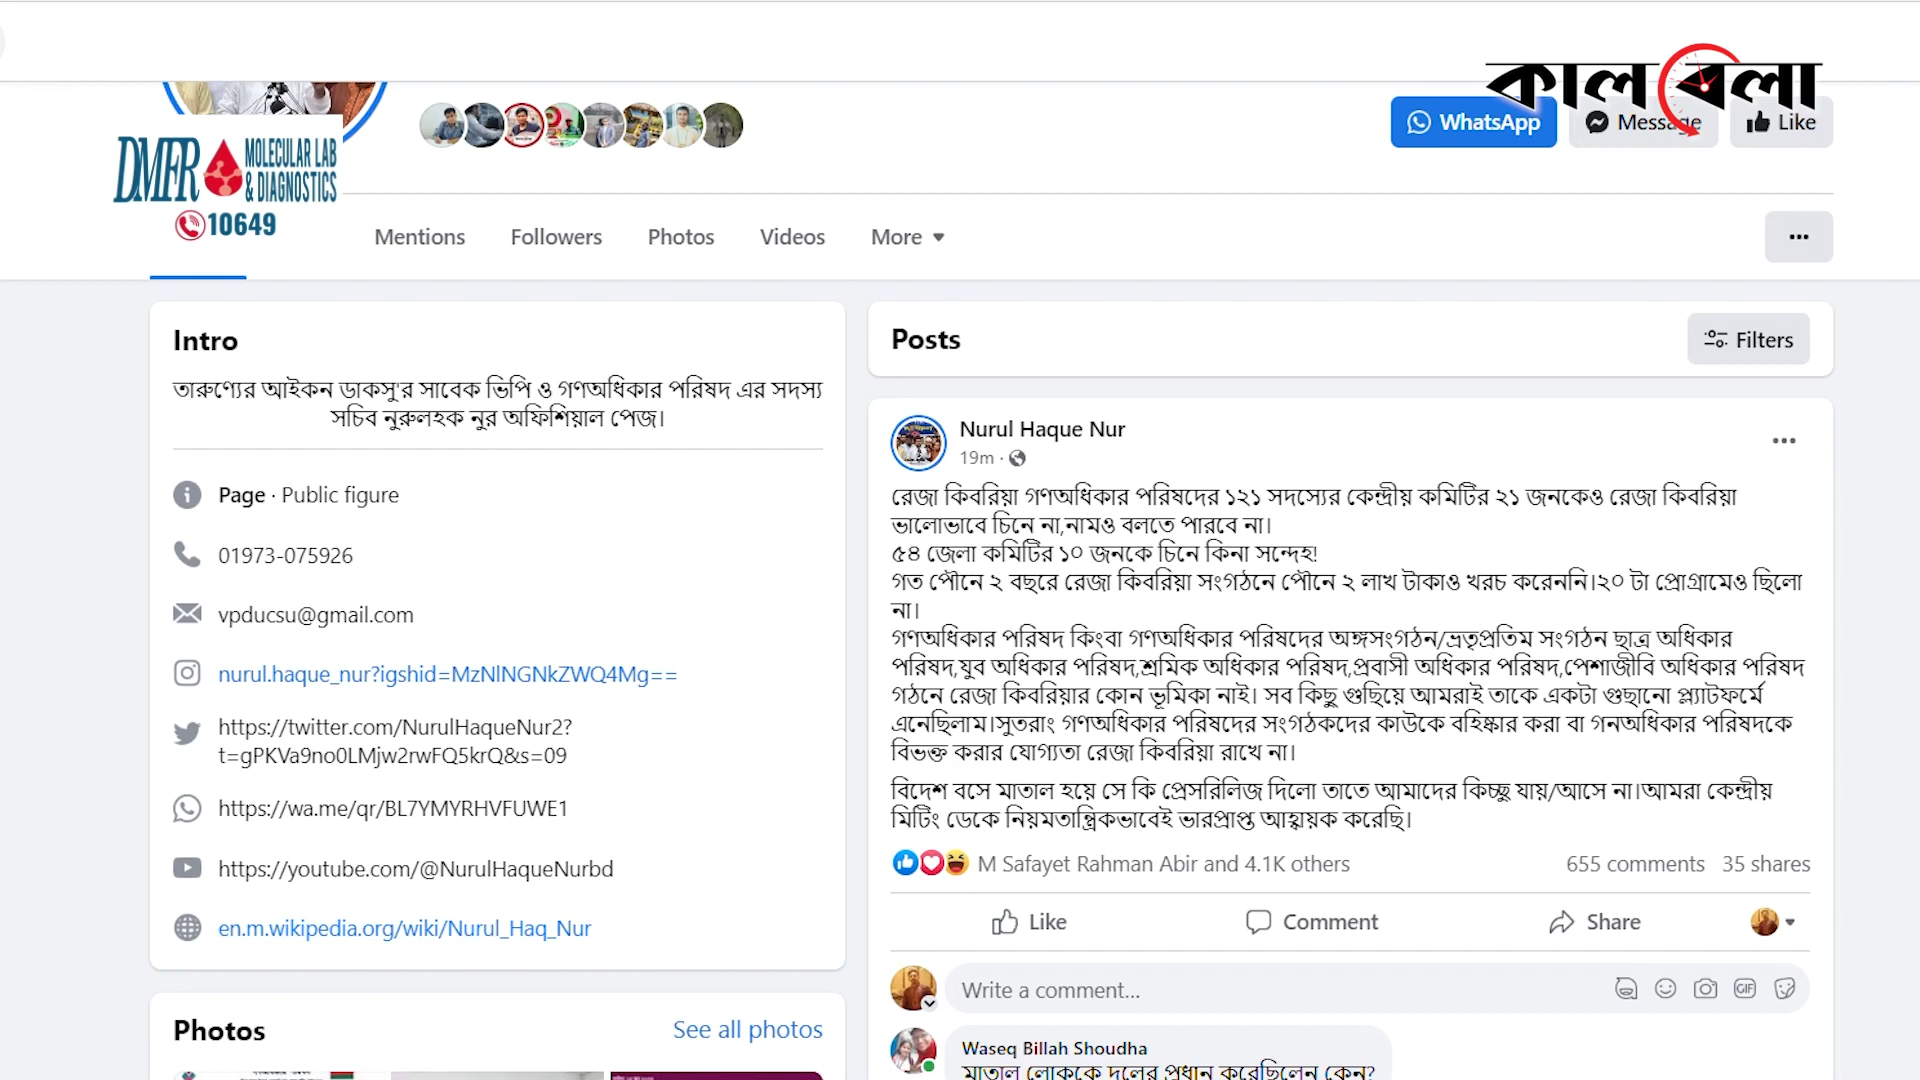 কালবেলা
WhatsApp
Message
Like
DMFR MOLECULAR LAB
& DIAGNOSTICS
10649
Mentions
Followers
Photos
Videos
More
Intro
তারুণ্যের আইকন ডাকসু'র সাবেক ভিপি ও গণঅধিকার পরিষদ এর সদস্য
সচিব নুরুলহক নুর অফিশিয়াল পেজ।
Page · Public figure
01973-075926
vpducsu@gmail.com
nurul.haque_nur?igshid=MzNlNGNkZWQ4Mg==
https://twitter.com/NurulHaqueNur2?
t=gPKVa9no0LMjw2rwFQ5krQ&s=09
https://wa.me/qr/BL7YMYRHVFUWE1
https://youtube.com/@NurulHaqueNurbd
en.m.wikipedia.org/wiki/Nurul_Haq_Nur
Photos
See all photos
Posts
Filters
Nurul Haque Nur
19m ·
রেজা কিবরিয়া গণঅধিকার পরিষদের ১২১ সদস্যের কেন্দ্রীয় কমিটির ২১ জনকেও রেজা কিবরিয়া
ভালোভাবে চিনে না,নামও বলতে পারবে না।
৫৪ জেলা কমিটির ১০ জনকে চিনে কিনা সন্দেহ!
গত পৌনে ২ বছরে রেজা কিবরিয়া সংগঠনে পৌনে ২ লাখ টাকাও খরচ করেননি।২০ টা প্রোগ্রামেও ছিলো
না।
গণঅধিকার পরিষদ কিংবা গণঅধিকার পরিষদের অঙ্গসংগঠন/ভ্রতৃপ্রতিম সংগঠন ছাত্র অধিকার
পরিষদ,যুব অধিকার পরিষদ,শ্রমিক অধিকার পরিষদ,প্রবাসী অধিকার পরিষদ,পেশাজীবি অধিকার পরিষদ
গঠনে রেজা কিবরিয়ার কোন ভূমিকা নাই। সব কিছু গুছিয়ে আমরাই তাকে একটা গুছানো প্ল্যাটফর্মে
এনেছিলাম।সুতরাং গণঅধিকার পরিষদের সংগঠকদের কাউকে বহিষ্কার করা বা গনঅধিকার পরিষদকে
বিভক্ত করার যোগ্যতা রেজা কিবরিয়া রাখে না।
বিদেশ বসে মাতাল হয়ে সে কি প্রেসরিলিজ দিলো তাতে আমাদের কিচ্ছু যায়/আসে না।আমরা কেন্দ্রীয়
মিটিং ডেকে নিয়মতান্ত্রিকভাবেই ভারপ্রাপ্ত আহ্বায়ক করেছি।
M Safayet Rahman Abir and 4.1K others
655 comments 35 shares
Like
Comment
Share
Write a comment...
GIF
Waseq Billah Shoudha
মাতাল লোককে দলের প্রধান করেছিলেন কেন?